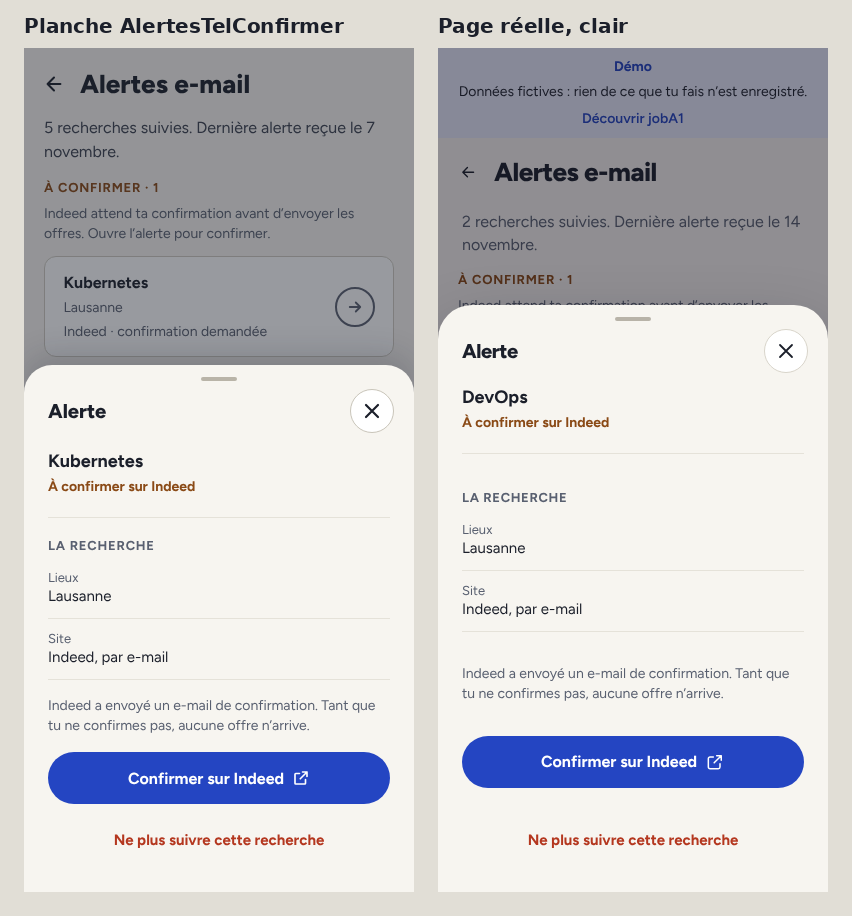 Planche AlertesTelConfirmer
Alertes e-mail
5 recherches suivies. Dernière alerte reçue le 7
novembre.
À CONFIRMER · 1
Indeed attend ta confirmation avant d'envoyer les
offres. Ouvre l'alerte pour confirmer.
Kubernetes
Lausanne
Indeed · confirmation demandée
Alerte
Kubernetes
À confirmer sur Indeed
LA RECHERCHE
Lieux
Lausanne
Site
Indeed, par e-mail
Indeed a envoyé un e-mail de confirmation. Tant que
tu ne confirmes pas, aucune offre n'arrive.
Confirmer sur Indeed
Ne plus suivre cette recherche
Page réelle, clair
Démo
Données fictives : rien de ce que tu fais n'est enregistré.
Découvrir jobA1
Alertes e-mail
2 recherches suivies. Dernière alerte reçue le 14
novembre.
À CONFIRMER · 1
Indeed attend ta confirmation avant d'envoyer les
Alerte
DevOps
À confirmer sur Indeed
LA RECHERCHE
Lieux
Lausanne
Site
Indeed, par e-mail
Indeed a envoyé un e-mail de confirmation. Tant que
tu ne confirmes pas, aucune offre n'arrive.
Confirmer sur Indeed
Ne plus suivre cette recherche